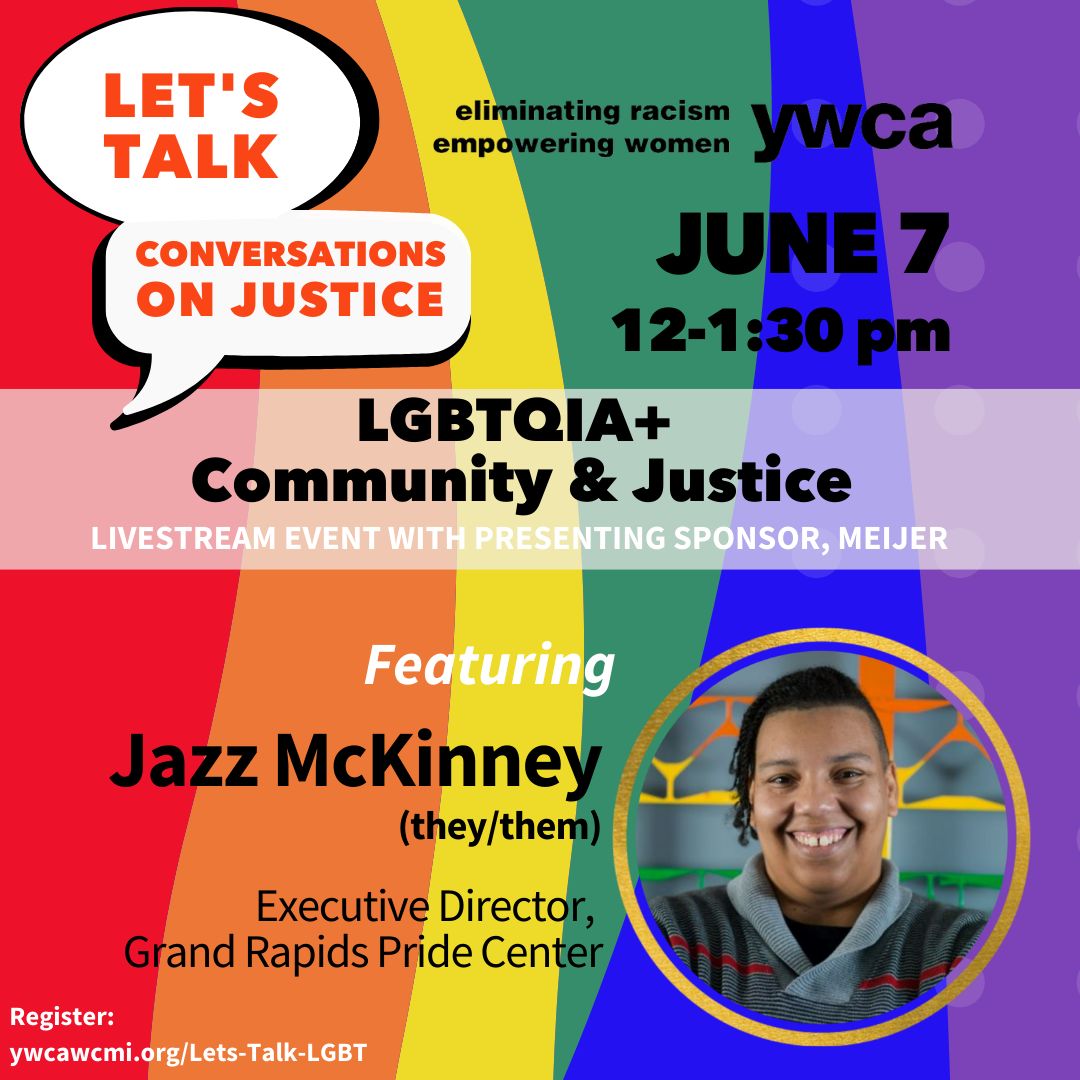 LET'S
TALK
CONVERSATIONS
ON JUSTICE
eliminating racism
empowering women
ywca
JUNE 7
12-1:30 pm
LGBTQIA+
Community & Justice
LIVESTREAM EVENT WITH PRESENTING SPONSOR, MEIJER
Featuring
Jazz McKinney
(they/them)
Executive Director,
Grand Rapids Pride Center
Register:
ywcawcmi.org/Lets-Talk-LGBT